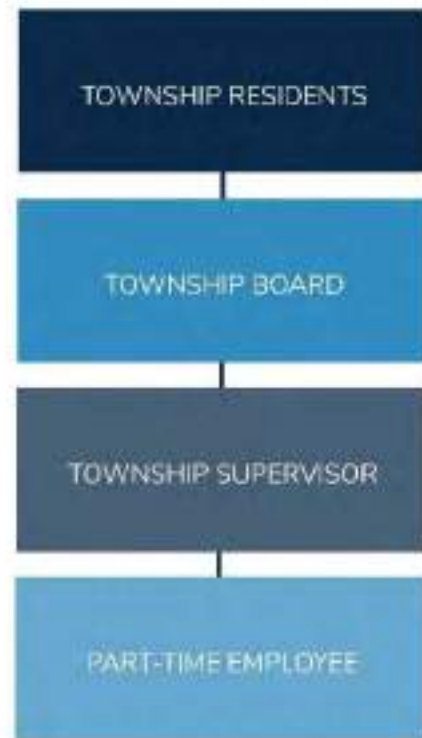 TOWNSHIP RESIDENTS
TOWNSHIP BOARD
TOWNSHIP SUPERVISOR
PART-TIME EMPLOYEE